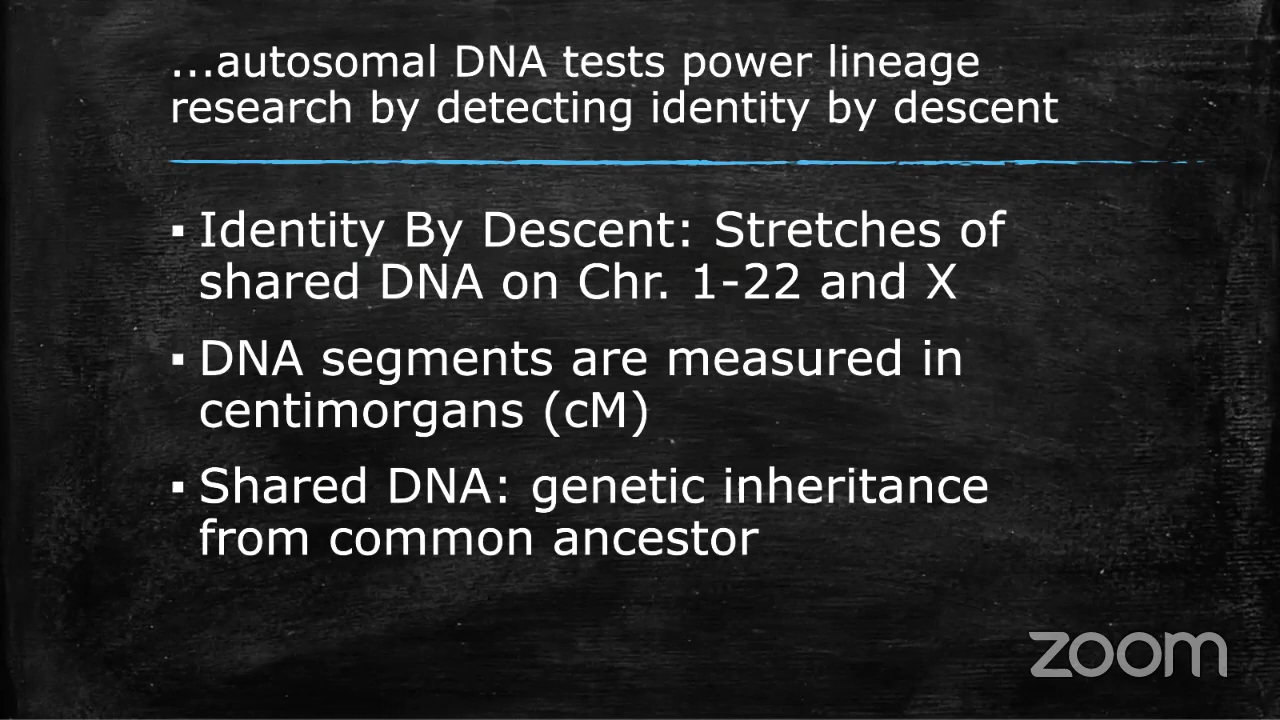 ...autosomal DNA tests power lineage
research by detecting identity by descent
▪ Identity By Descent: Stretches of
shared DNA on Chr. 1-22 and X
▪ DNA segments are measured in
centimorgans (cM)
▪ Shared DNA: genetic inheritance
from common ancestor
zoom